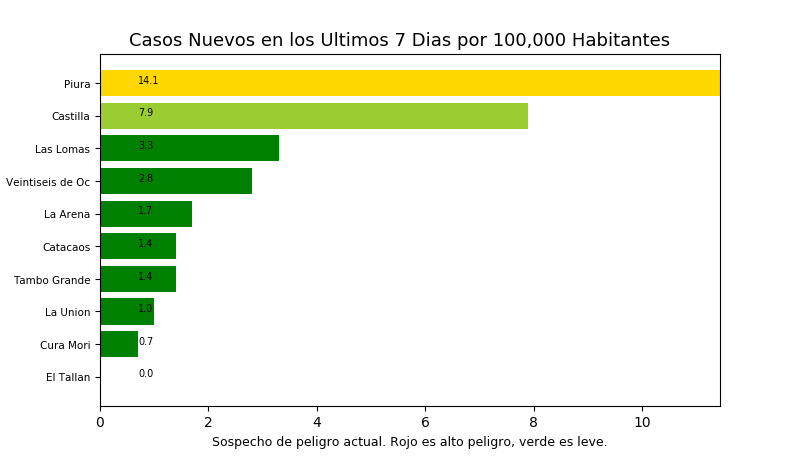 Casos Nuevos en los Ultimos 7 Dias por 100,000 Habitantes
Piura 14.1
Castilla 7.9
Las Lomas 3.3
Veintiseis de Oc 2.8
La Arena 1.7
Catacaos 1.4
Tambo Grande 1.4
La Union 1.0
Cura Mori 0.7
El Tallan 0.0
0 2 4 6 8 10
Sospecho de peligro actual. Rojo es alto peligro, verde es leve.